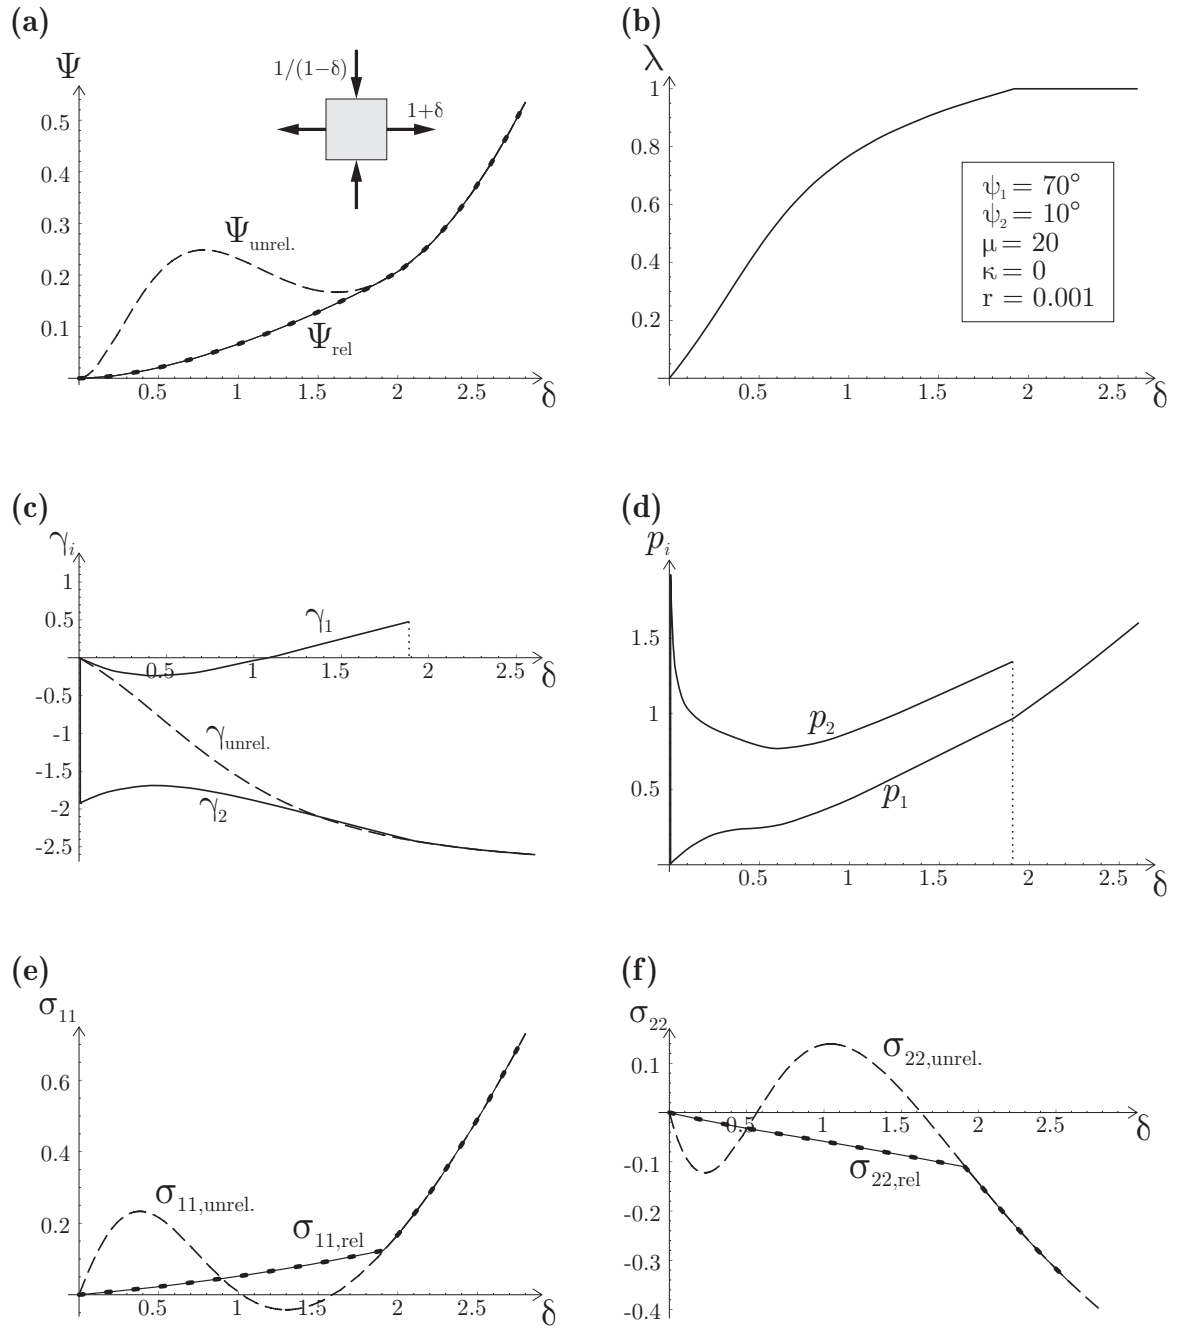 (a)
Ψ
1/(1−δ)
1+δ
0.5
0.4
0.3
0.2
0.1
Ψunrel.
Ψrel
0.5 1 1.5 2 2.5 δ
(b)
λ
1
0.8
0.6
0.4
0.2
ψ1 = 70°
ψ2 = 10°
μ = 20
κ = 0
r = 0.001
0.5 1 1.5 2 2.5 δ
(c)
γi
1
0.5
-0.5
-1
-1.5
-2
-2.5
γ1
γunrel.
γ2
0.5 1 1.5 2 2.5 δ
(d)
pi
1.5
1
0.5
p2
p1
0.5 1 1.5 2 2.5 δ
(e)
σ11
0.6
0.4
0.2
σ11,unrel.
σ11,rel
0.5 1 1.5 2 2.5 δ
(f)
σ22
0.1
-0.1
-0.2
-0.3
-0.4
σ22,unrel.
σ22,rel
0.5 1 1.5 2 2.5 δ